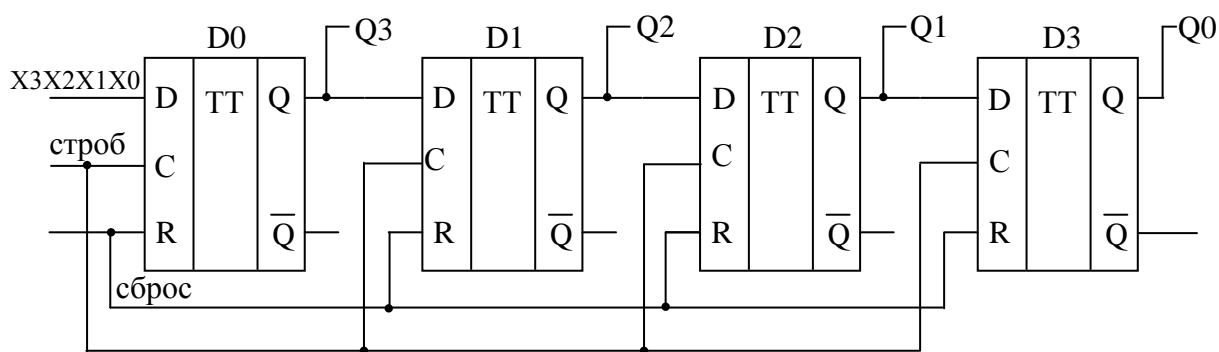 Q3
Q2
Q1
Q0
D0
D1
D2
D3
X3X2X1X0
D TT Q
D TT Q
D TT Q
D TT Q
строб
C
C
C
C
R Q̅
R Q̅
R Q̅
R Q̅
сброс